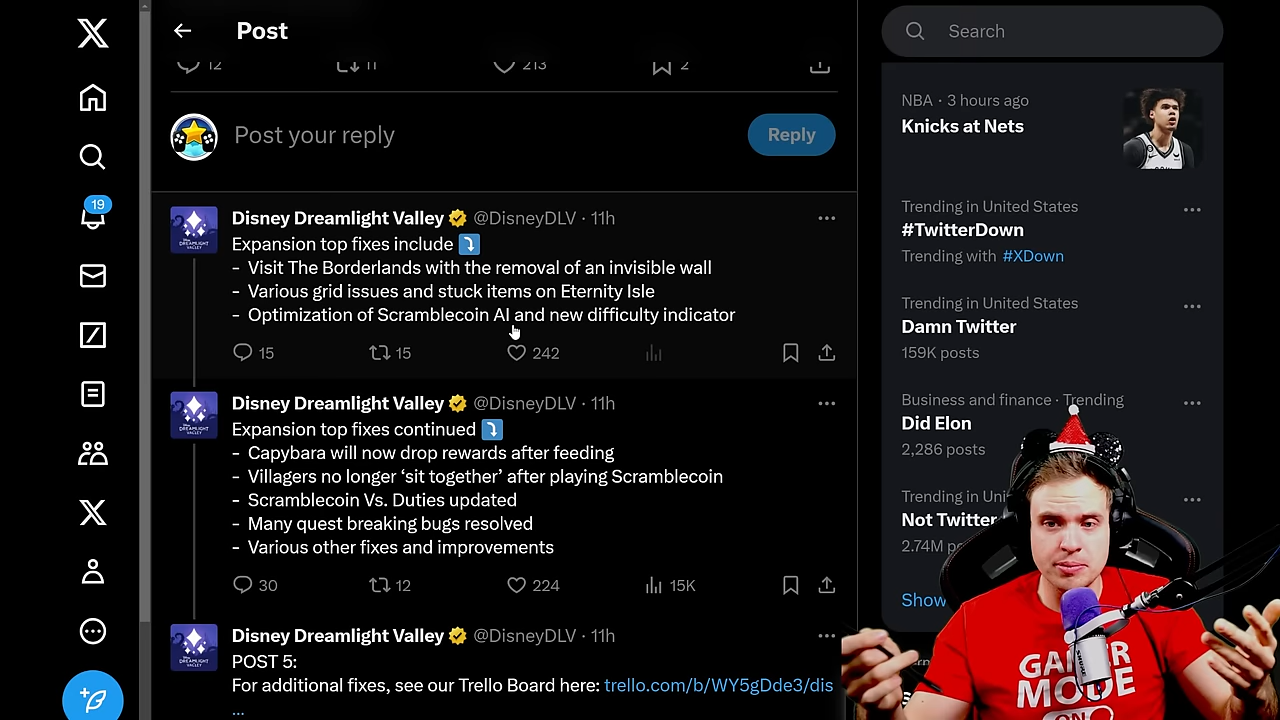 Post
Search
12 11 213 2
Post your reply
Reply
NBA · 3 hours ago
Knicks at Nets
19
Trending in United States
#TwitterDown
Trending with #XDown
Trending in United States
Damn Twitter
159K posts
Business and finance · Trending
Did Elon
2,286 posts
Trending in
Not Twitter
2.74M
Show
Disney Dreamlight Valley @DisneyDLV · 11h
Expansion top fixes include
- Visit The Borderlands with the removal of an invisible wall
- Various grid issues and stuck items on Eternity Isle
- Optimization of Scramblecoin AI and new difficulty indicator
15 15 242
Disney Dreamlight Valley @DisneyDLV · 11h
Expansion top fixes continued
- Capybara will now drop rewards after feeding
- Villagers no longer ‘sit together’ after playing Scramblecoin
- Scramblecoin Vs. Duties updated
- Many quest breaking bugs resolved
- Various other fixes and improvements
30 12 224 15K
Disney Dreamlight Valley @DisneyDLV · 11h
POST 5:
For additional fixes, see our Trello Board here: trello.com/b/WY5gDde3/dis
...
GAMER
MODE
ON